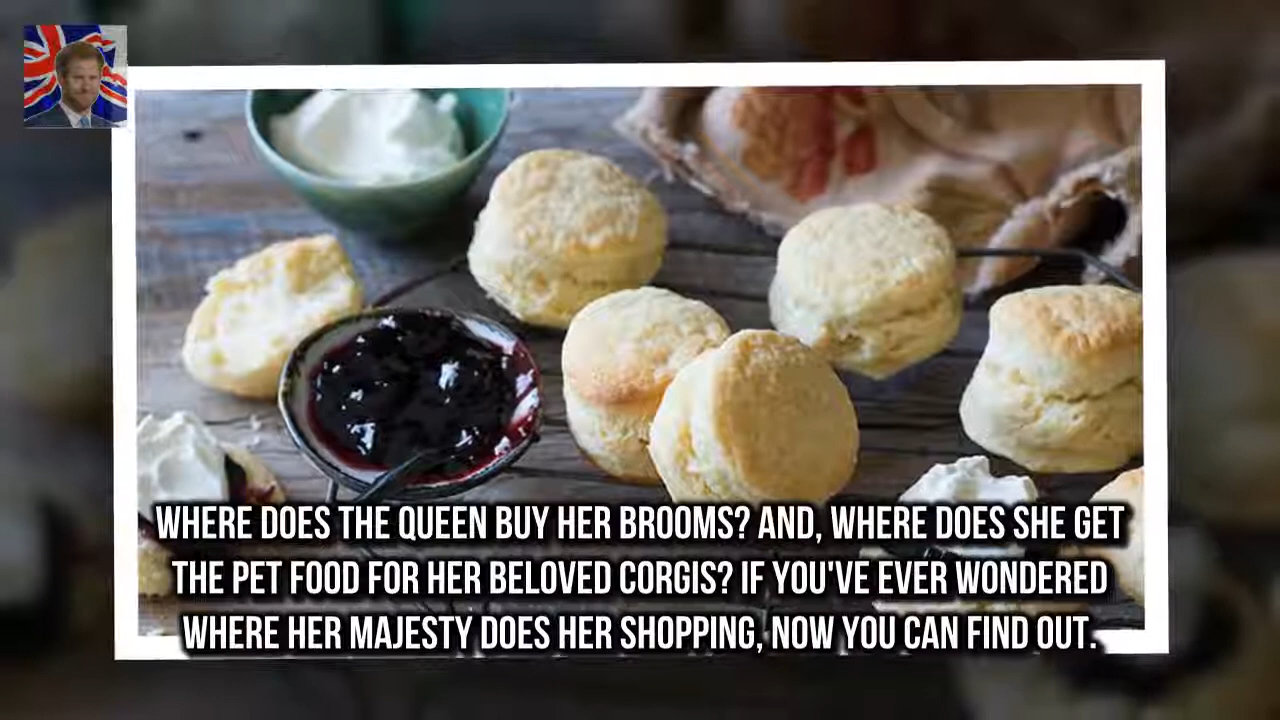 WHERE DOES THE QUEEN BUY HER BROOMS? AND, WHERE DOES SHE GET
THE PET FOOD FOR HER BELOVED CORGIS? IF YOU'VE EVER WONDERED
WHERE HER MAJESTY DOES HER SHOPPING, NOW YOU CAN FIND OUT.